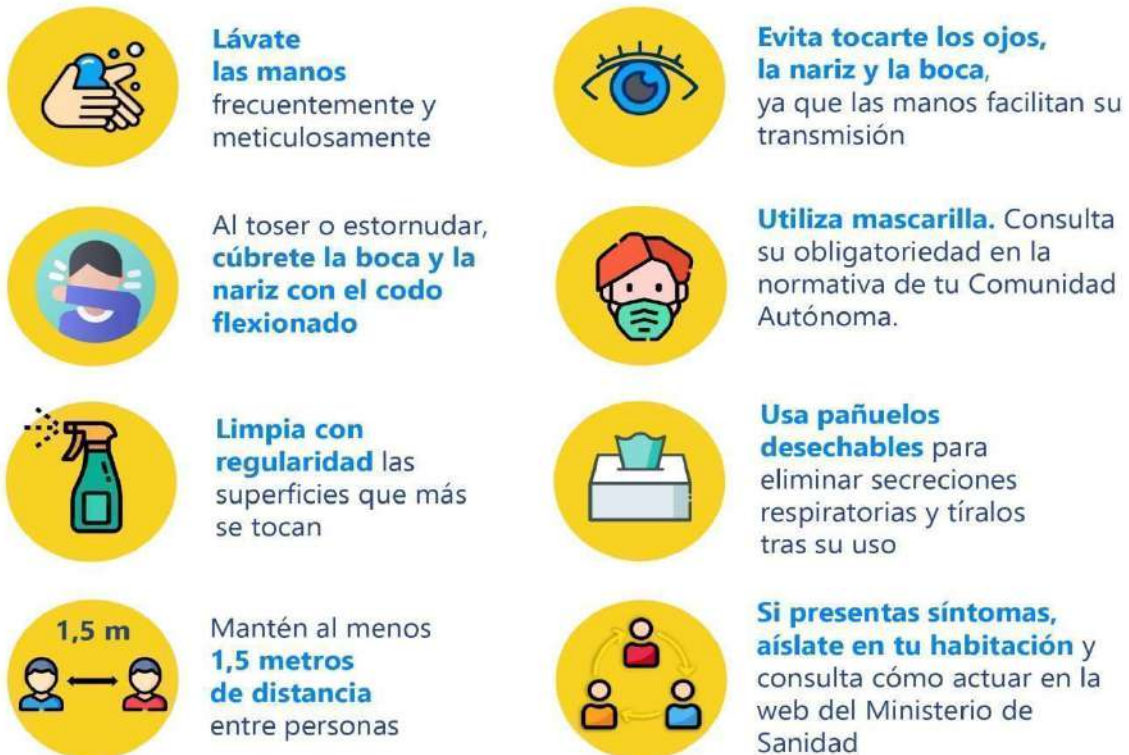 Lávate
las manos
frecuentemente y
meticulosamente
Evita tocarte los ojos,
la nariz y la boca,
ya que las manos facilitan su
transmisión
Al toser o estornudar,
cúbrete la boca y la
nariz con el codo
flexionado
Utiliza mascarilla. Consulta
su obligatoriedad en la
normativa de tu Comunidad
Autónoma.
Limpia con
regularidad las
superficies que más
se tocan
Usa pañuelos
desechables para
eliminar secreciones
respiratorias y tíralos
tras su uso
1,5 m
Mantén al menos
1,5 metros
de distancia
entre personas
Si presentas síntomas,
aíslate en tu habitación y
consulta cómo actuar en la
web del Ministerio de
Sanidad